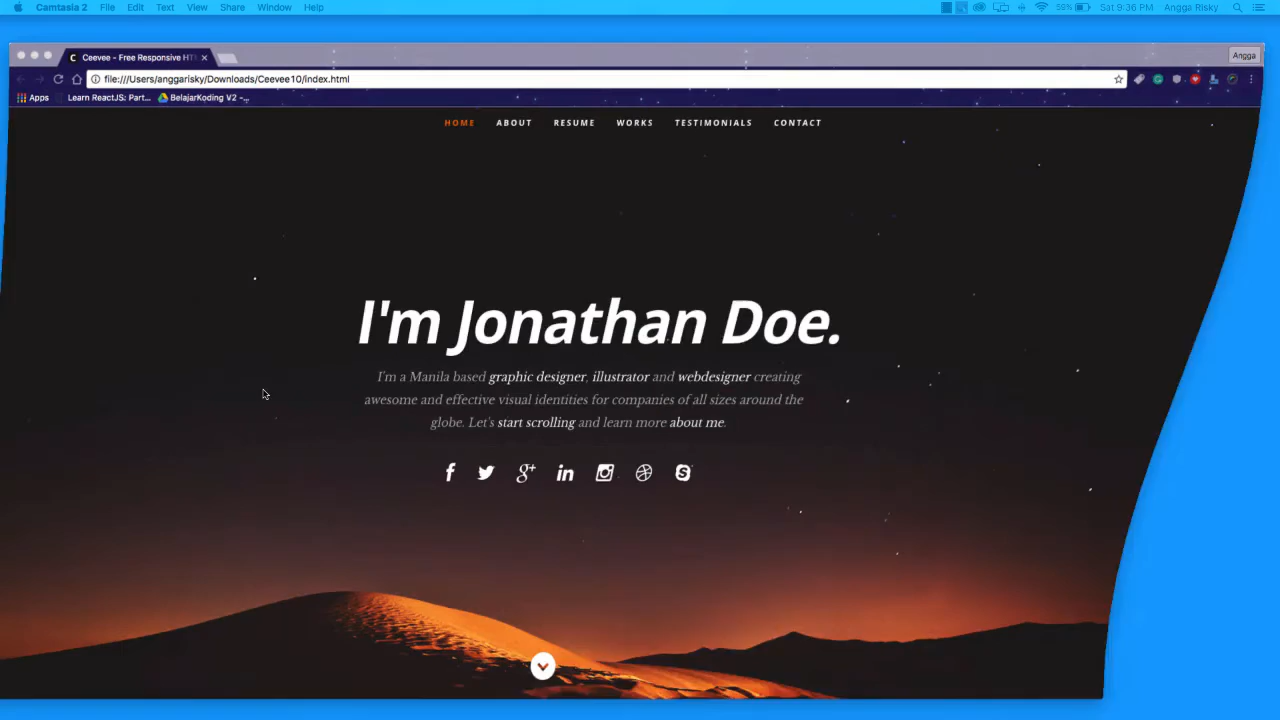 Camtasia 2 File Edit Text View Share Window Help 56% Sat 9:36 PM Angga Risky
Ceevee - Free Responsive HT Angga
file:///Users/anggarisky/Downloads/Ceevee10/index.html
Apps Learn ReactJS: Part... BelajarKoding V2 -...
HOME ABOUT RESUME WORKS TESTIMONIALS CONTACT
I'm Jonathan Doe.
I'm a Manila based graphic designer, illustrator and webdesigner creating
awesome and effective visual identities for companies of all sizes around the
globe. Let's start scrolling and learn more about me.